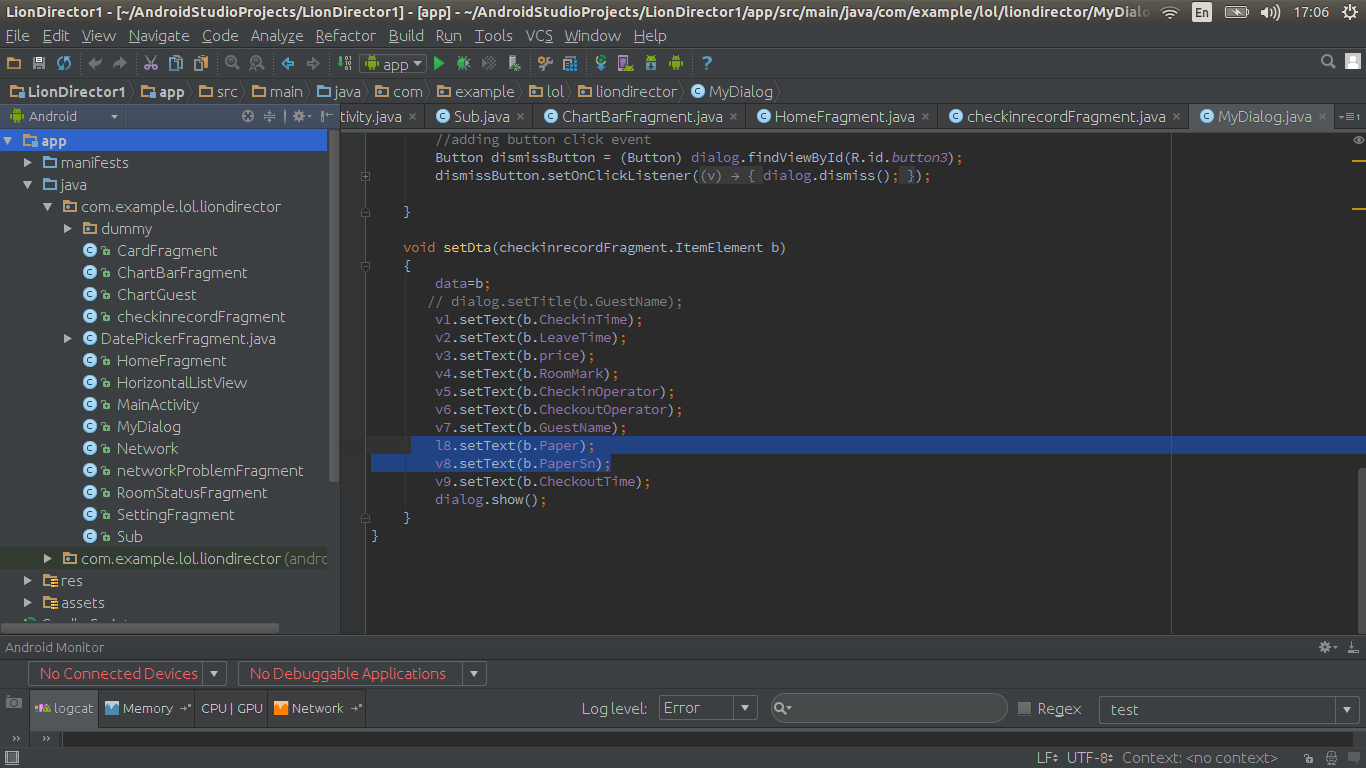 LionDirector1 - [~/AndroidStudioProjects/LionDirector1] - [app] - ~/AndroidStudioProjects/LionDirector1/app/src/main/java/com/example/lol/liondirector/MyDialo
En
17:06
File Edit View Navigate Code Analyze Refactor Build Run Tools VCS Window Help
app
LionDirector1 app src main java com example lol liondirector MyDialog
Android
tivity.java Sub.java ChartBarFragment.java HomeFragment.java checkinrecordFragment.java MyDialog.java
app
manifests
java
com.example.lol.liondirector
dummy
CardFragment
ChartBarFragment
ChartGuest
checkinrecordFragment
DatePickerFragment.java
HomeFragment
HorizontalListView
MainActivity
MyDialog
Network
networkProblemFragment
RoomStatusFragment
SettingFragment
Sub
com.example.lol.liondirector (andro
res
assets
//adding button click event
Button dismissButton = (Button) dialog.findViewById(R.id.button3);
dismissButton.setOnClickListener((v) → { dialog.dismiss(); });
}
void setDta(checkinrecordFragment.ItemElement b)
{
data=b;
// dialog.setTitle(b.GuestName);
v1.setText(b.CheckinTime);
v2.setText(b.LeaveTime);
v3.setText(b.price);
v4.setText(b.RoomMark);
v5.setText(b.CheckinOperator);
v6.setText(b.CheckoutOperator);
v7.setText(b.GuestName);
l8.setText(b.Paper);
v8.setText(b.PaperSn);
v9.setText(b.CheckoutTime);
dialog.show();
}
}
Android Monitor
No Connected Devices No Debuggable Applications
logcat Memory CPU | GPU Network Log level: Error Regex test
LF UTF-8 Context: <no context>